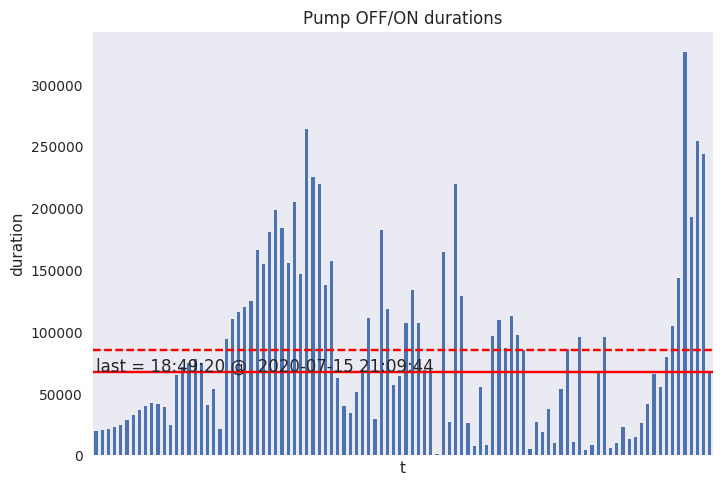 Pump OFF/ON durations
300000
250000
200000
150000
100000
50000
0
duration
last = 18:49:20 @ 2020-07-15 21:09:44
t